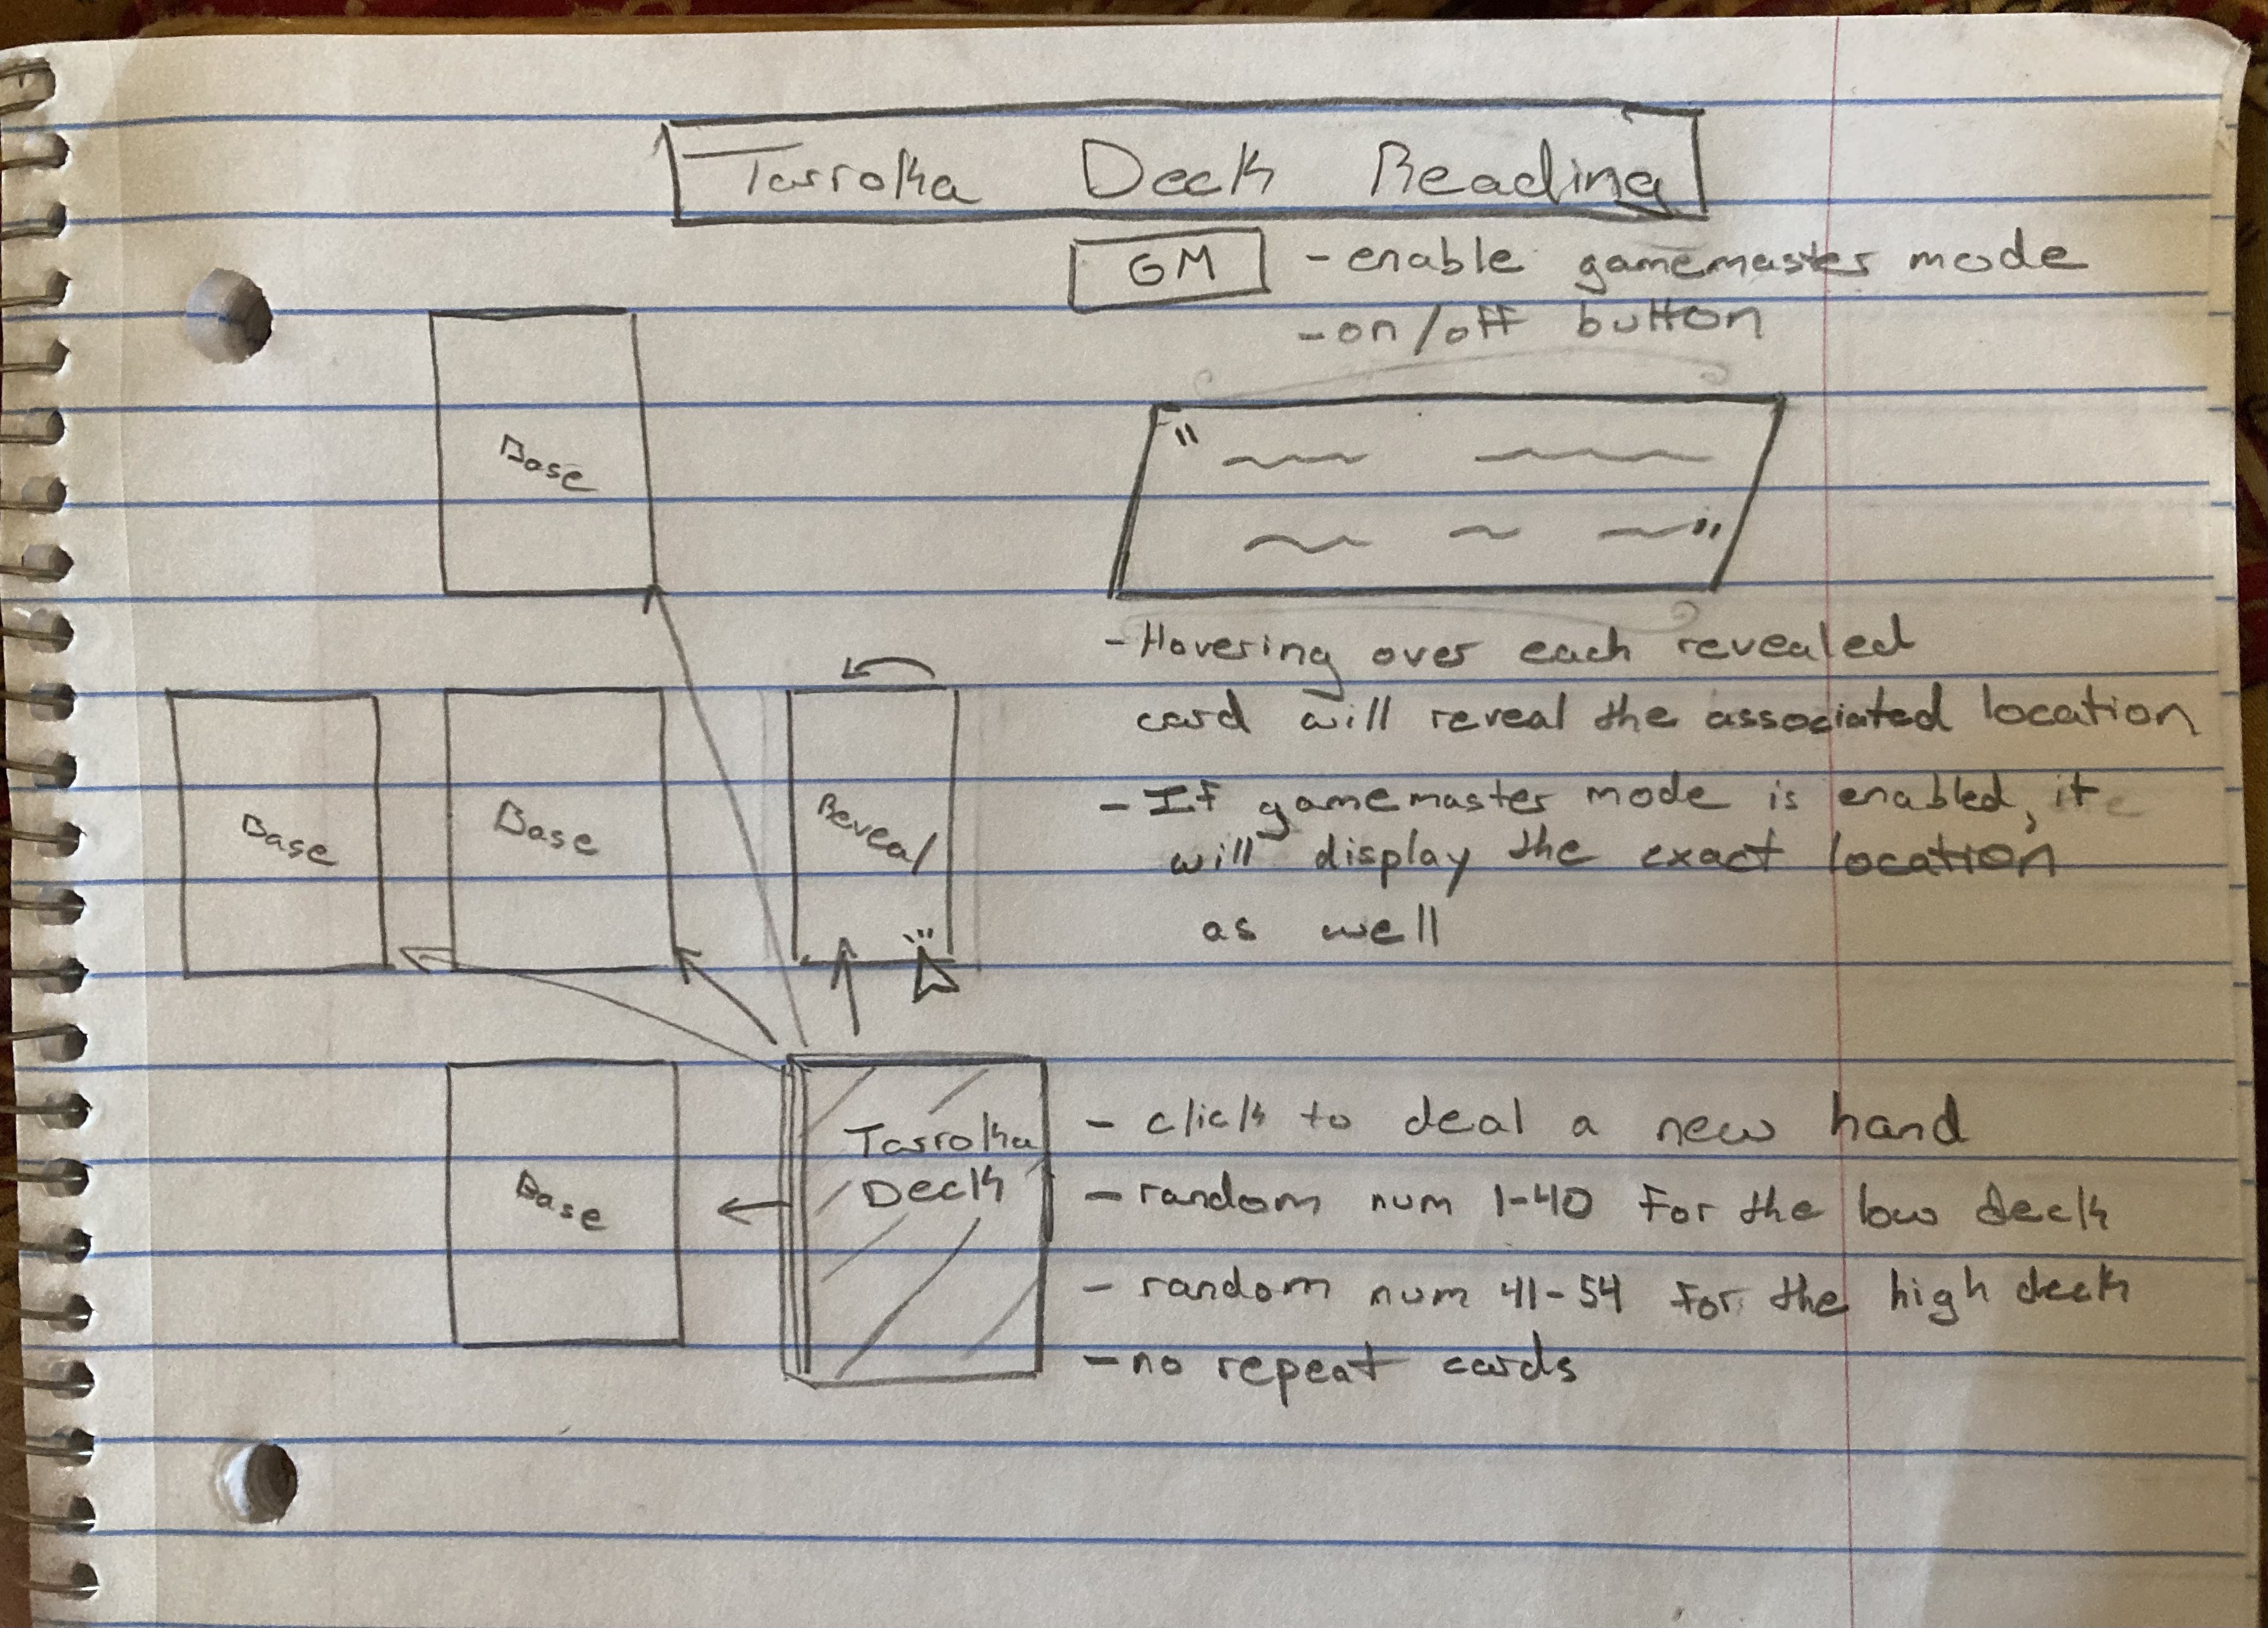 Tarroka Deck Reading
GM - enable gamemaster mode
- on/off button
Base
" "
- Hovering over each revealed
card will reveal the associated location
Base Base Reveal
- If gamemaster mode is enabled, it
will display the exact location
as well
Tarroka
Deck
Base
- click to deal a new hand
- random num 1-40 for the low deck
- random num 41-54 for the high deck
- no repeat cards